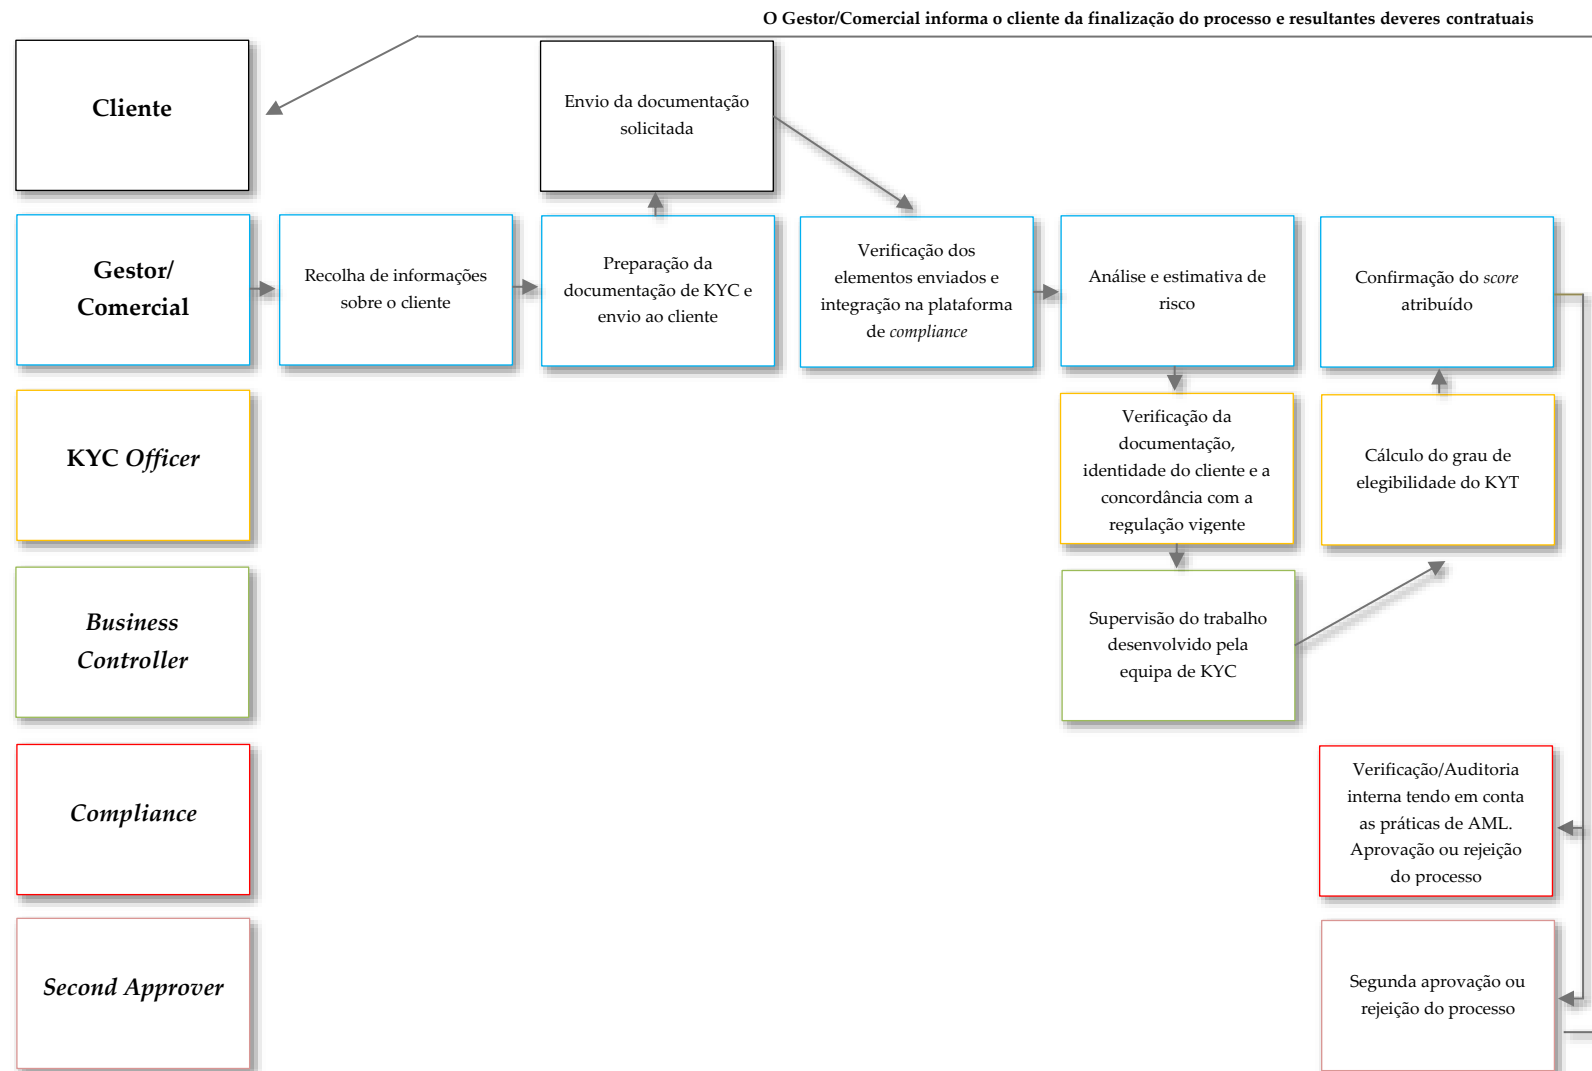 O Gestor/Comercial informa o cliente da finalização do processo e resultantes deveres contratuais
Cliente
Envio da documentação
solicitada
Gestor/
Comercial
Recolha de informações
sobre o cliente
Preparação da
documentação de KYC e
envio ao cliente
Verificação dos
elementos enviados e
integração na plataforma
de compliance
Análise e estimativa de
risco
Confirmação do score
atribuído
KYC Officer
Verificação da
documentação,
identidade do cliente e a
concordância com a
regulação vigente
Cálculo do grau de
elegibilidade do KYT
Business
Controller
Supervisão do trabalho
desenvolvido pela
equipa de KYC
Compliance
Verificação/Auditoria
interna tendo em conta
as práticas de AML.
Aprovação ou rejeição
do processo
Second Approver
Segunda aprovação ou
rejeição do processo